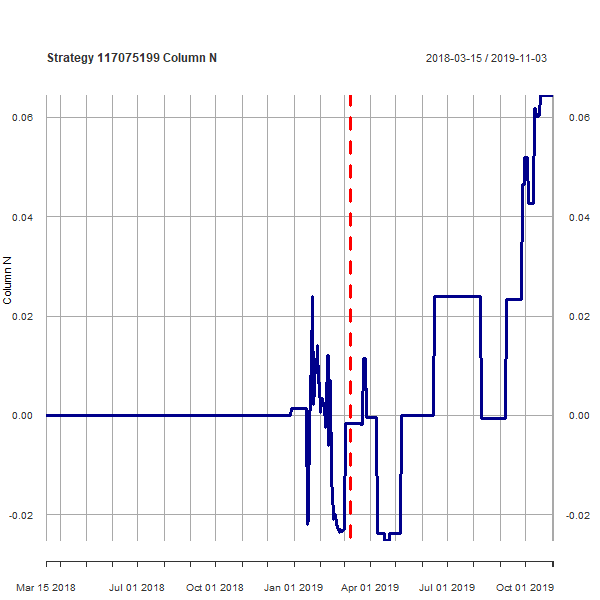 Strategy 117075199 Column N
2018-03-15 / 2019-11-03
0.06
0.06
0.04
0.04
0.02
0.02
0.00
0.00
-0.02
-0.02
Column N
Mar 15 2018
Jul 01 2018
Oct 01 2018
Jan 01 2019
Apr 01 2019
Jul 01 2019
Oct 01 2019